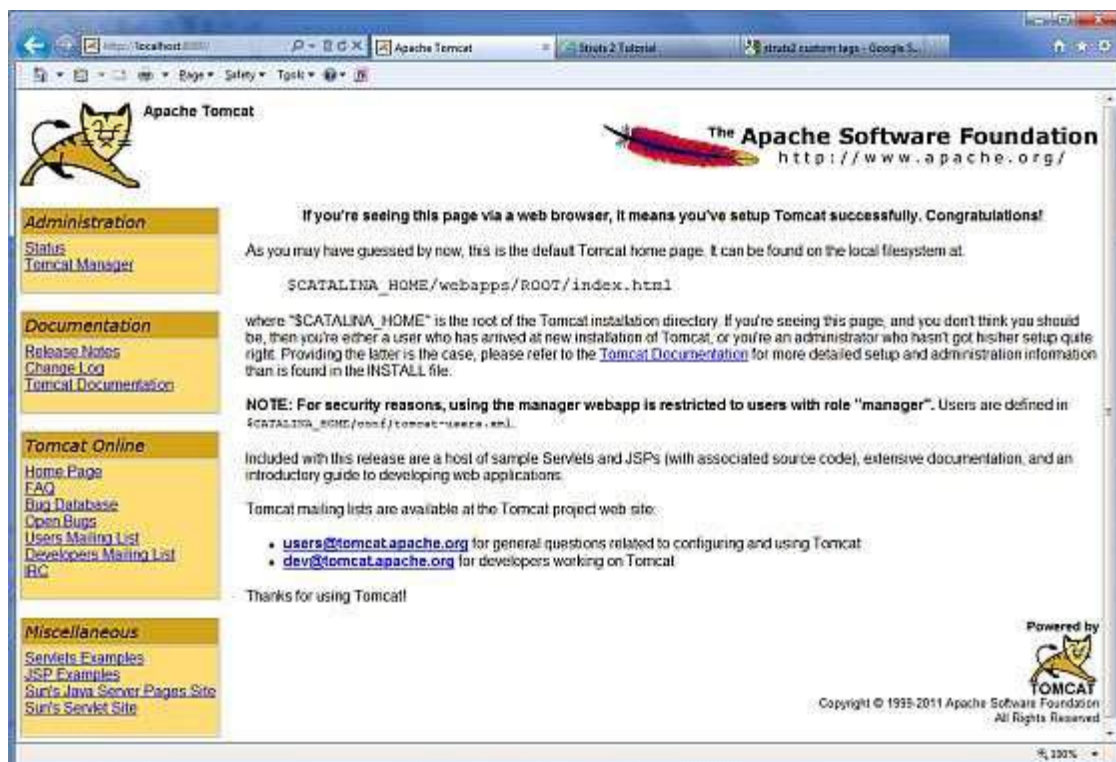 http://localhost:8080/
Apache Tomcat
Struts 2 Tutorial
struts2 custom tags - Google S...
Page
Safety
Tools
Apache Tomcat
The Apache Software Foundation
http://www.apache.org/
Administration
Status
Tomcat Manager
Documentation
Release Notes
Change Log
Tomcat Documentation
Tomcat Online
Home Page
FAQ
Bug Database
Open Bugs
Users Mailing List
Developers Mailing List
IRC
Miscellaneous
Servlets Examples
JSP Examples
Sun's Java Server Pages Site
Sun's Servlet Site
If you're seeing this page via a web browser, it means you've setup Tomcat successfully. Congratulations!
As you may have guessed by now, this is the default Tomcat home page. It can be found on the local filesystem at:
$CATALINA_HOME/webapps/ROOT/index.html
where "$CATALINA_HOME" is the root of the Tomcat installation directory. If you're seeing this page, and you don't think you should
be, then you're either a user who has arrived at new installation of Tomcat, or you're an administrator who hasn't got his/her setup quite
right. Providing the latter is the case, please refer to the Tomcat Documentation for more detailed setup and administration information
than is found in the INSTALL file.
NOTE: For security reasons, using the manager webapp is restricted to users with role "manager". Users are defined in
$CATALINA_HOME/conf/tomcat-users.xml.
Included with this release are a host of sample Servlets and JSPs (with associated source code), extensive documentation, and an
introductory guide to developing web applications.
Tomcat mailing lists are available at the Tomcat project web site:
users@tomcat.apache.org for general questions related to configuring and using Tomcat
dev@tomcat.apache.org for developers working on Tomcat
Thanks for using Tomcat!
Powered by
TOMCAT
Copyright © 1999-2011 Apache Software Foundation
All Rights Reserved
100%